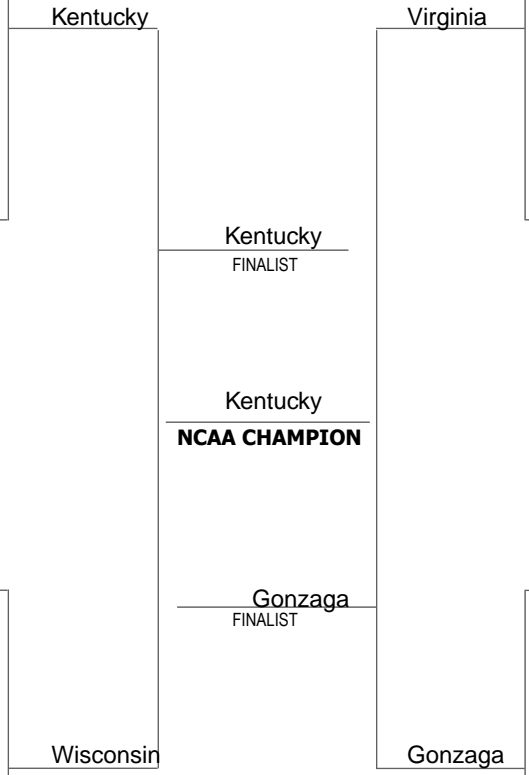 Kentucky
Virginia
Kentucky
FINALIST
Kentucky
NCAA CHAMPION
Gonzaga
FINALIST
Wisconsin
Gonzaga